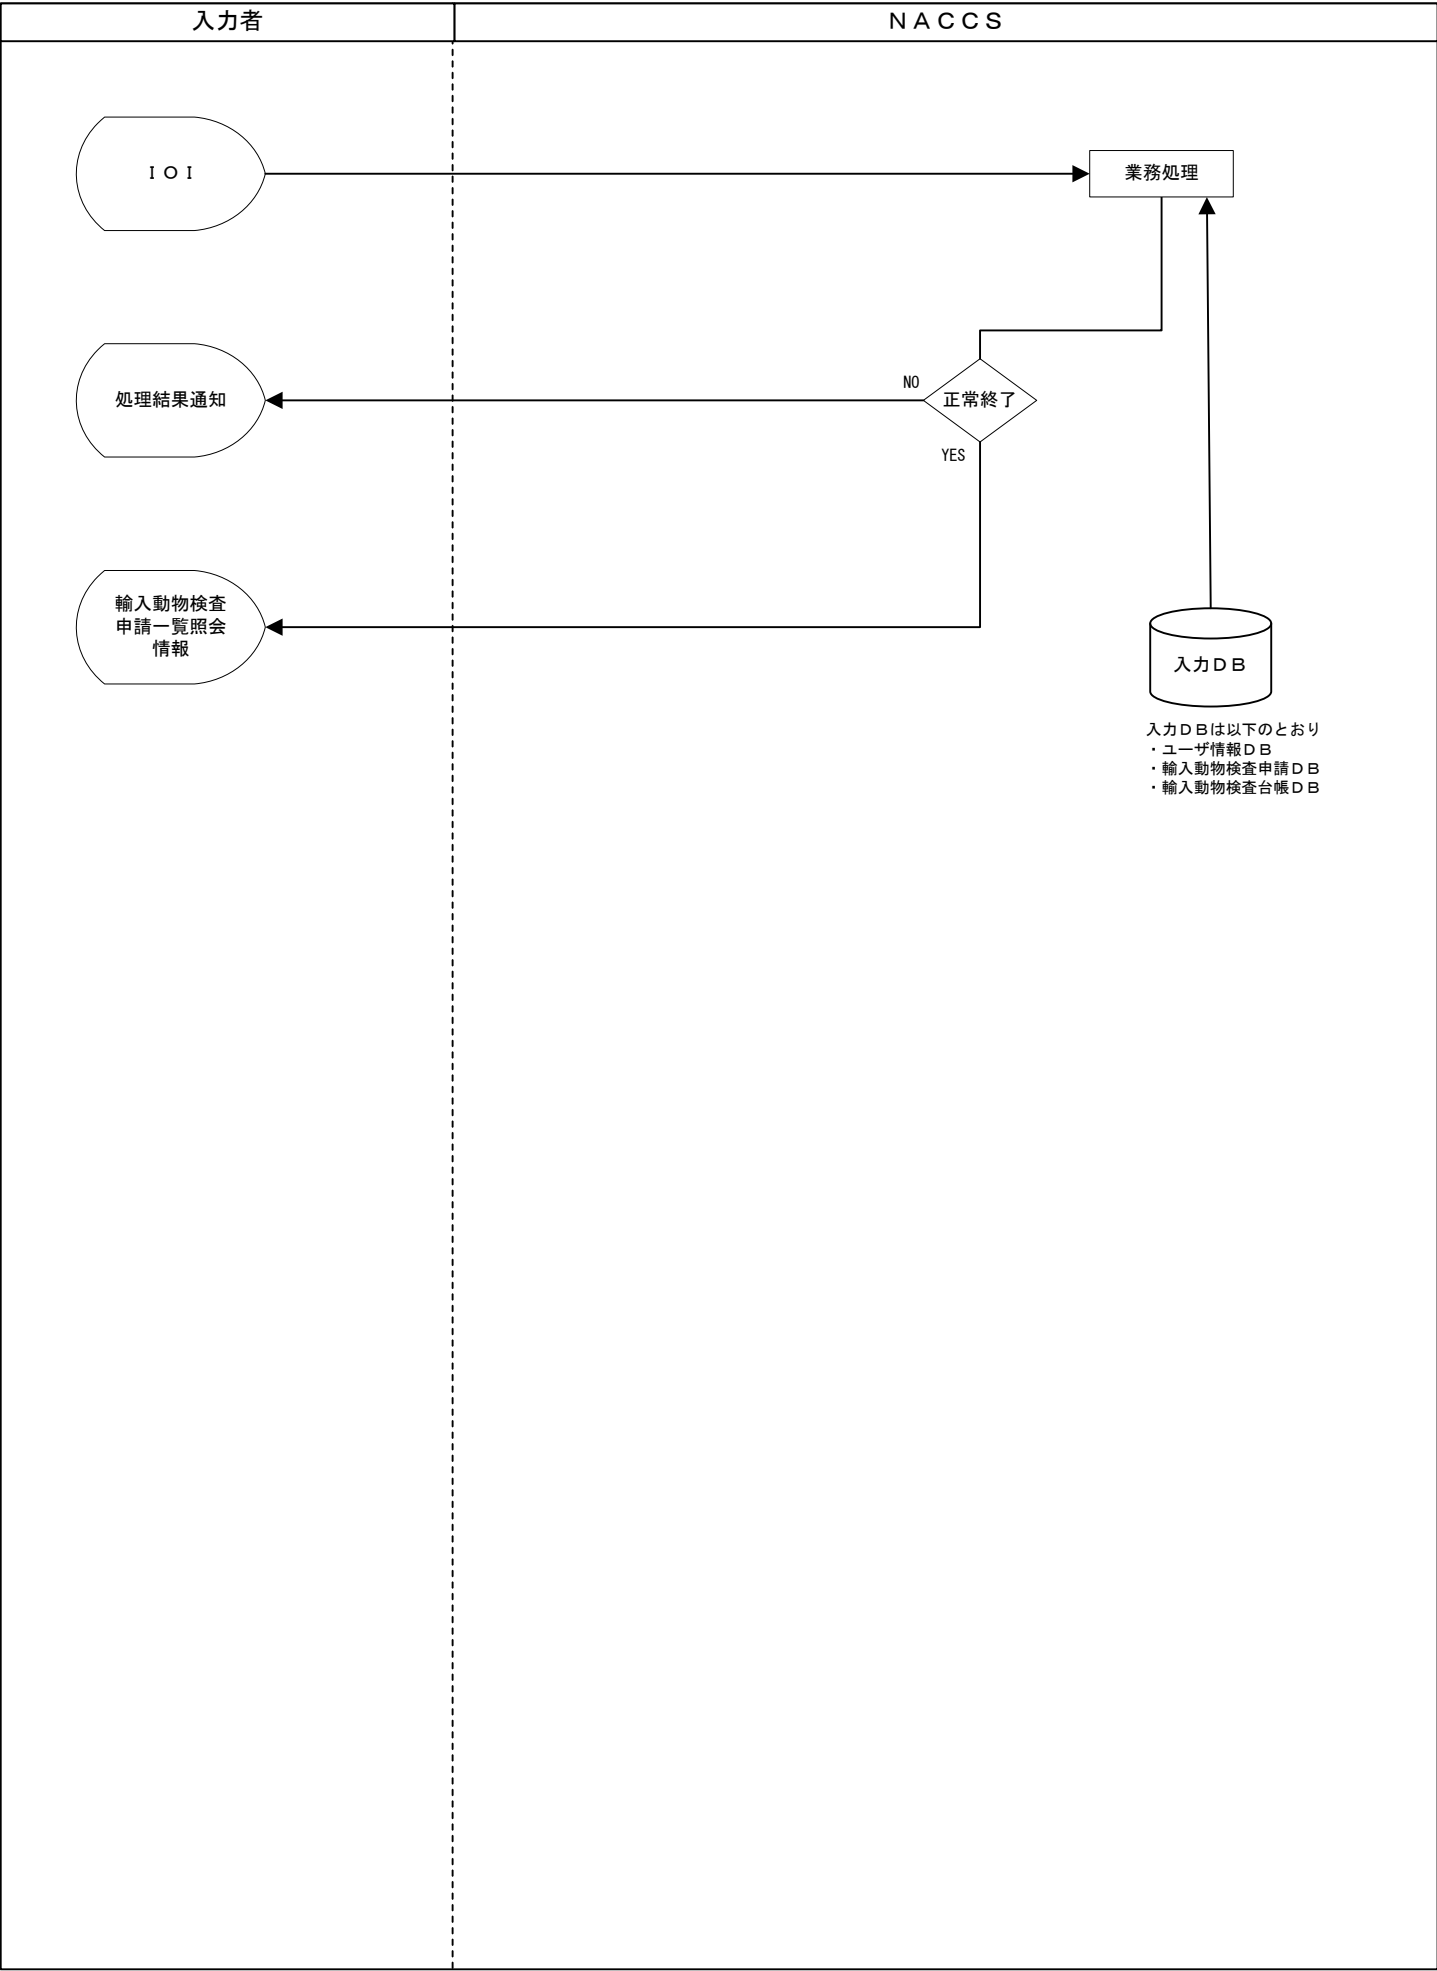 入力者
ＮＡＣＣＳ
ＩＯＩ
業務処理
処理結果通知
NO
正常終了
YES
輸入動物検査
申請一覧照会
情報
入力ＤＢ
入力ＤＢは以下のとおり
・ユーザ情報ＤＢ
・輸入動物検査申請ＤＢ
・輸入動物検査台帳ＤＢ